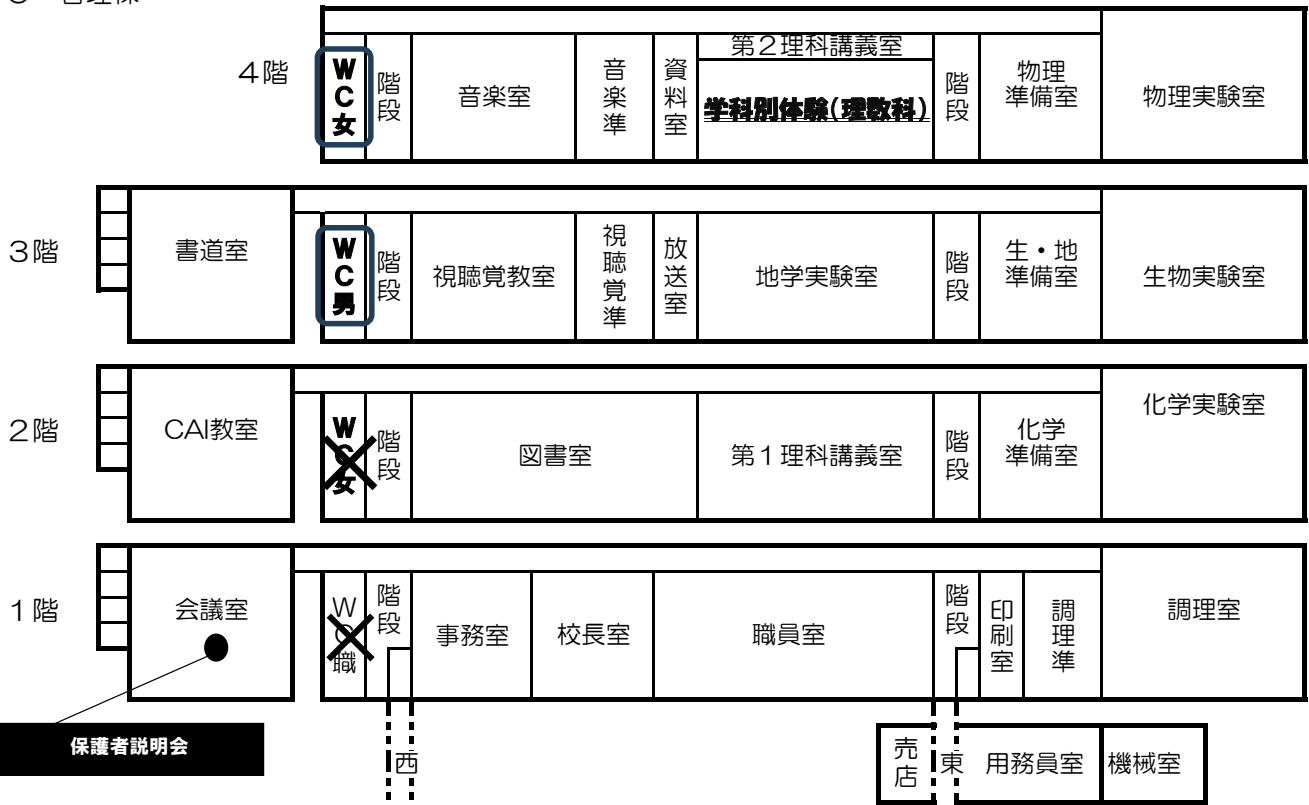 ４階
WC女
階段
音楽室
音楽準
資料室
第２理科講義室
学科別体験(理数科)
階段
物理
準備室
物理実験室
３階
書道室
WC男
階段
視聴覚教室
視聴覚準
放送室
地学実験室
階段
生・地
準備室
生物実験室
２階
CAI教室
WC女
階段
図書室
第１理科講義室
階段
化学
準備室
化学実験室
１階
会議室
WC職
階段
事務室
校長室
職員室
階段
印刷室
調理準
調理室
保護者説明会
西
売店
東
用務員室
機械室